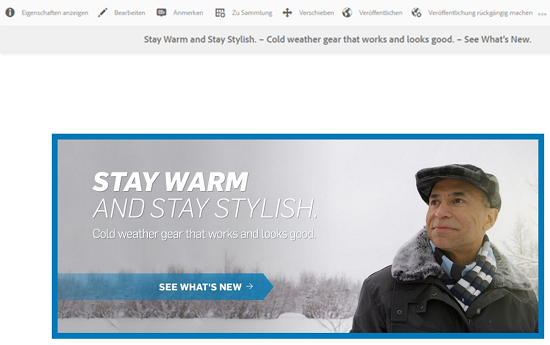 Eigenschaften anzeigen Bearbeiten Anmerken Zu Sammlung Verschieben Veröffentlichen Veröffentlichung rückgängig machen ...
Stay Warm and Stay Stylish. – Cold weather gear that works and looks good. – See What's New.
STAY WARM
AND STAY STYLISH.
Cold weather gear that works and looks good.
SEE WHAT'S NEW →